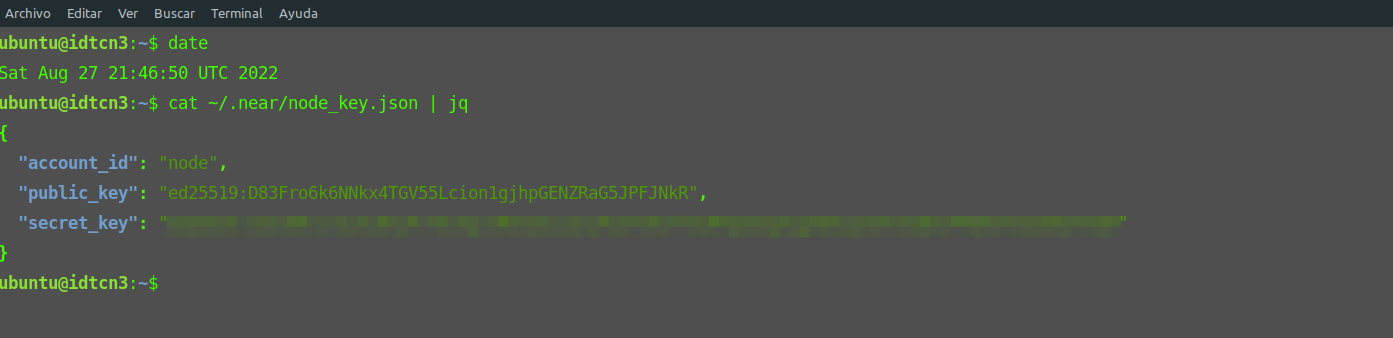 Archivo Editar Ver Buscar Terminal Ayuda
ubuntu@idtcn3:~$ date
Sat Aug 27 21:46:50 UTC 2022
ubuntu@idtcn3:~$ cat ~/.near/node_key.json | jq
{
"account_id": "node",
"public_key": "ed25519:D83Fro6k6NNkx4TGV55Lcion1gjhpGENZRaG5JPFJNkR",
"secret_key": " "
}
ubuntu@idtcn3:~$